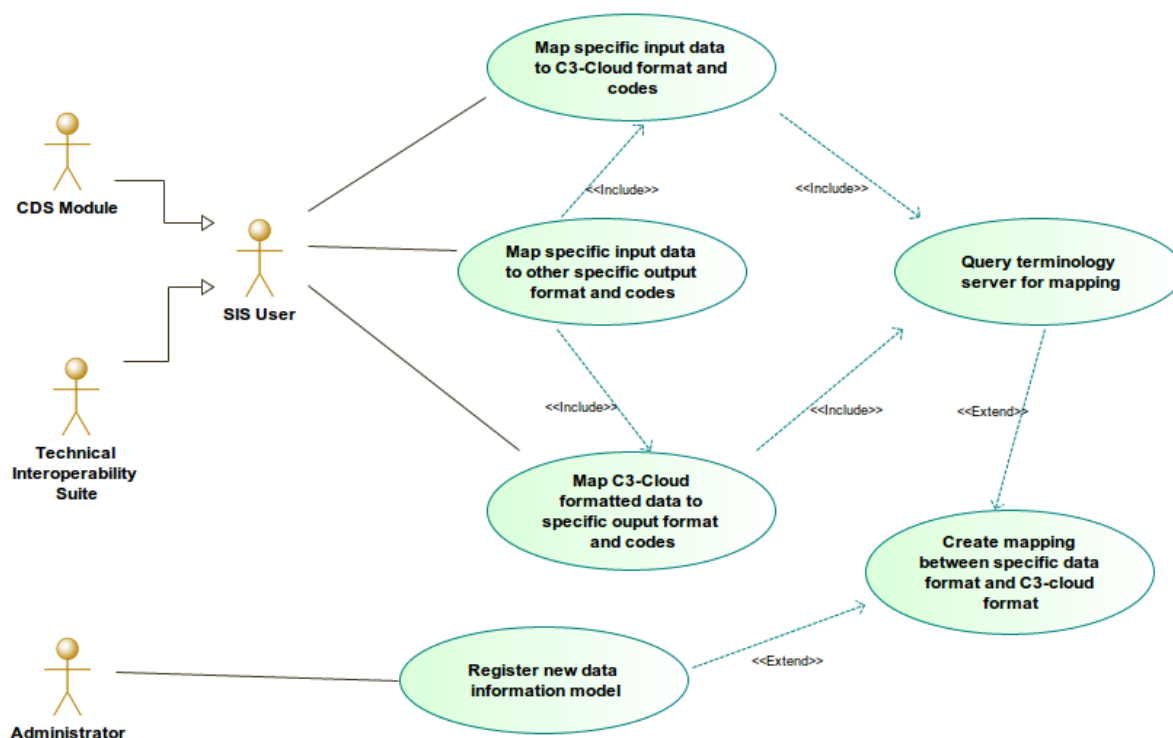 Map specific input data
to C3-Cloud format and
codes
CDS Module
<<Include>>
<<Include>>
SIS User
Map specific input data
to other specific output
format and codes
Query terminology
server for mapping
Technical
Interoperability
Suite
<<Include>>
<<Include>>
<<Extend>>
Map C3-Cloud
formatted data to
specific ouput format
and codes
Create mapping
between specific data
format and C3-cloud
format
Register new data
information model
<<Extend>>
Administrator